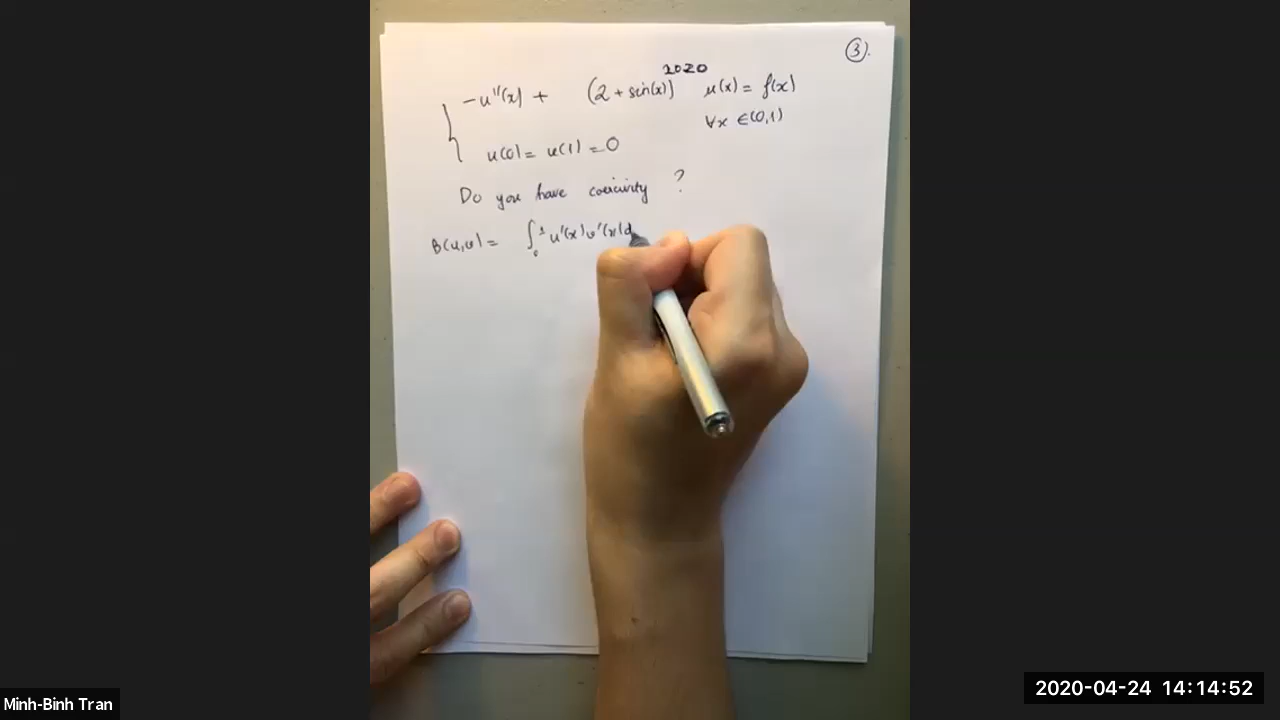 ③.
2020
-u''(x) + (2 + sin(x)) u(x) = f(x)
∀x ∈ (0,1)
u(0) = u(1) = 0
Do you have coercivity ?
B(u,v) = ∫₀¹ u'(x) v'(x) d
Minh-Binh Tran
2020-04-24 14:14:52